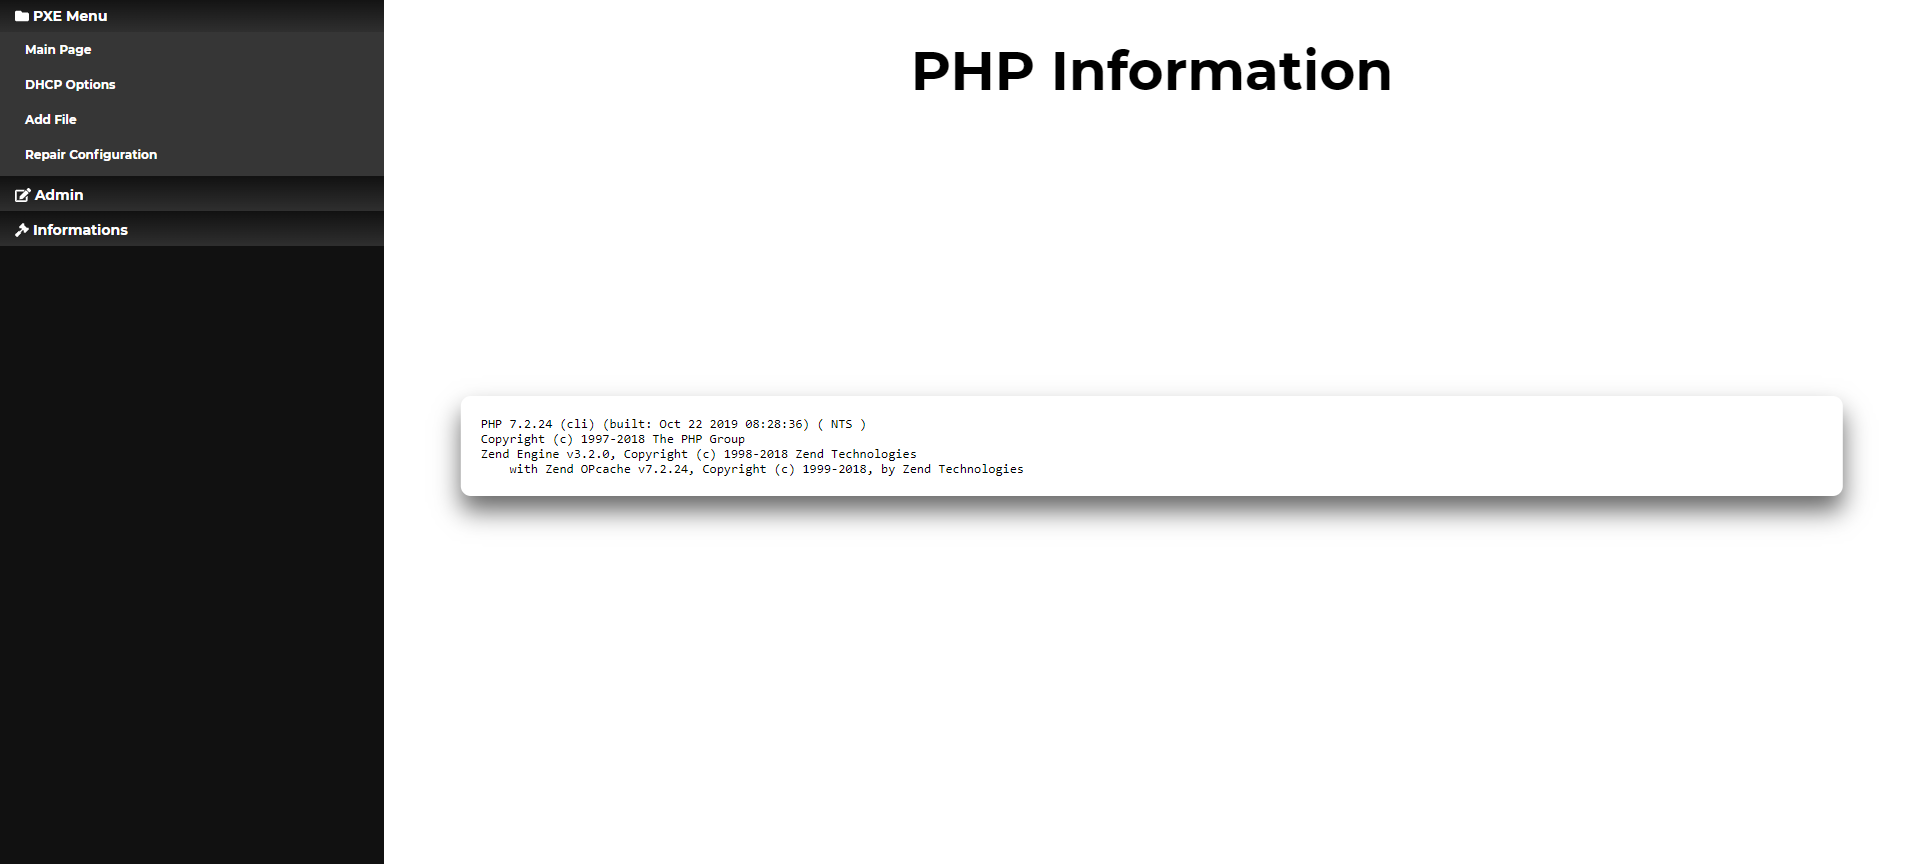 PXE Menu
Main Page
DHCP Options
Add File
Repair Configuration
Admin
Informations
PHP Information
PHP 7.2.24 (cli) (built: Oct 22 2019 08:28:36) ( NTS )
Copyright (c) 1997-2018 The PHP Group
Zend Engine v3.2.0, Copyright (c) 1998-2018 Zend Technologies
    with Zend OPcache v7.2.24, Copyright (c) 1999-2018, by Zend Technologies